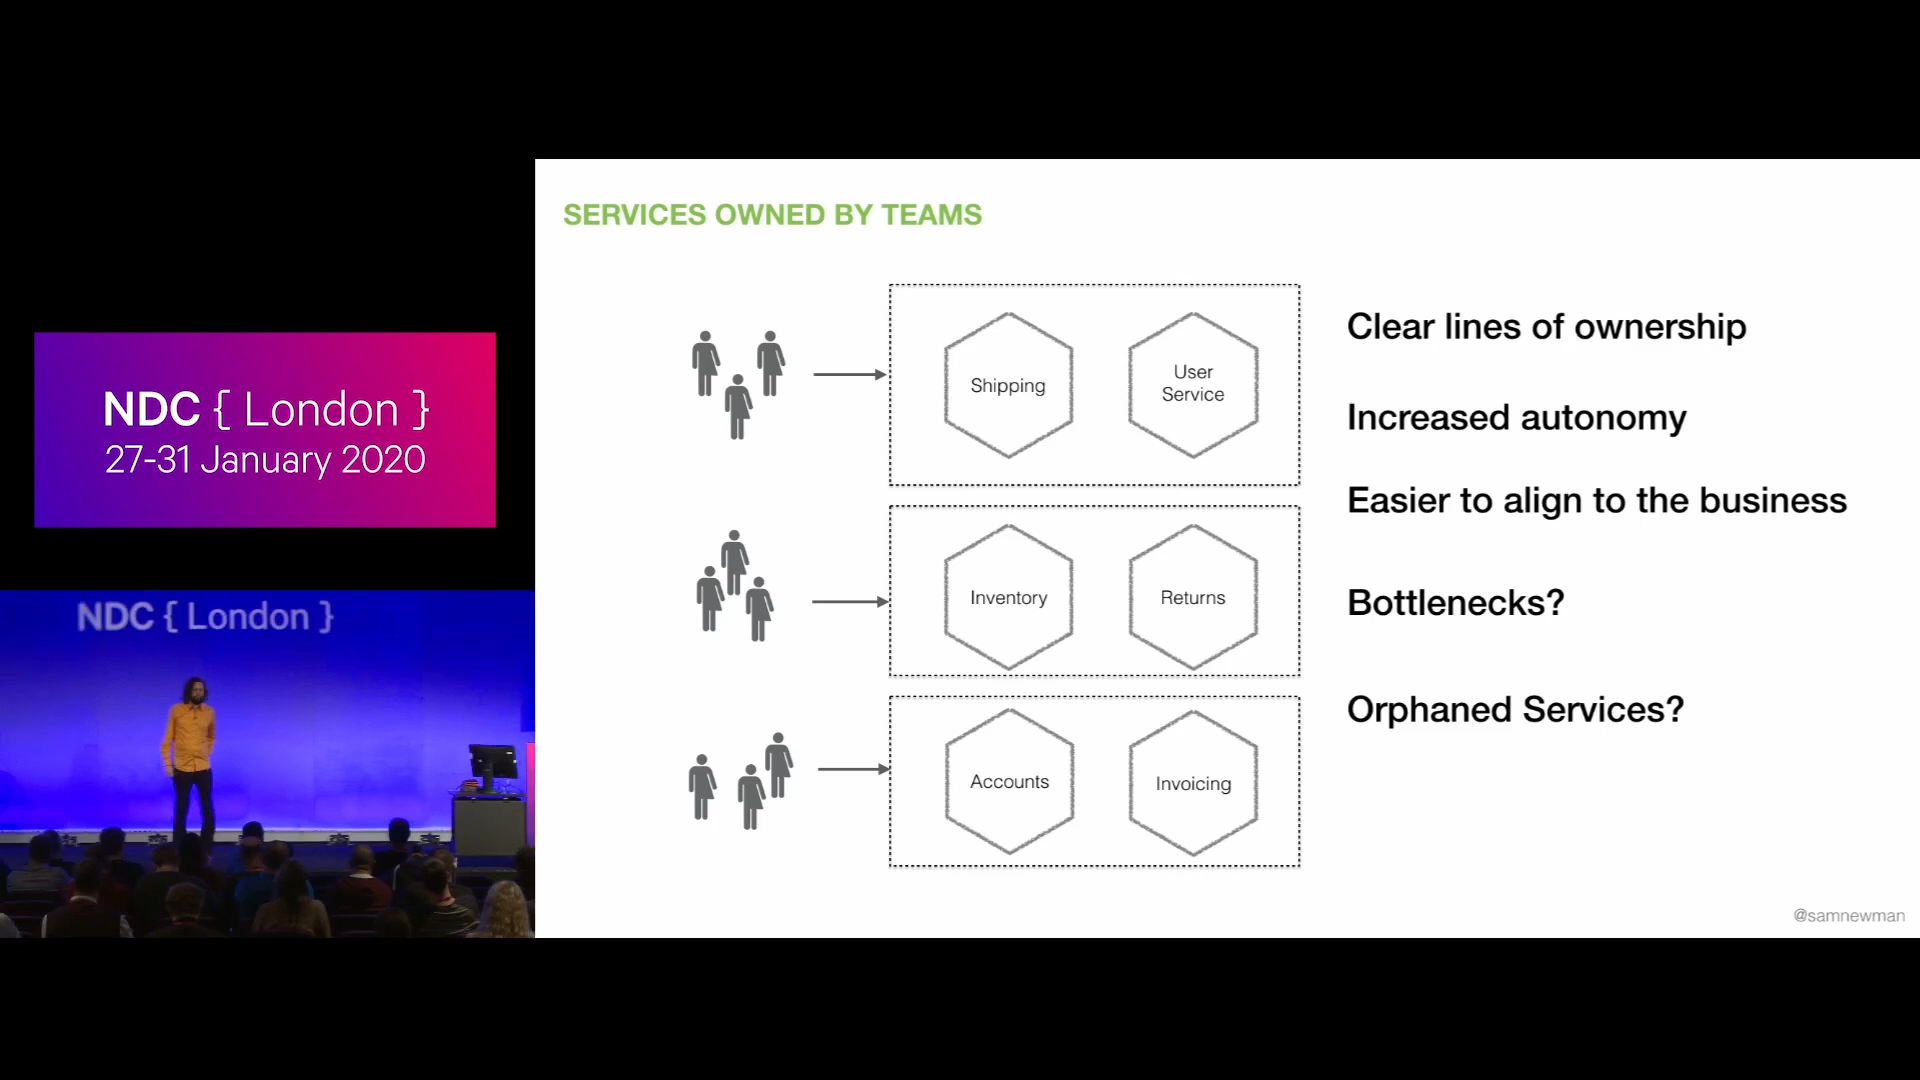 NDC { London }
27-31 January 2020
NDC { London }
SERVICES OWNED BY TEAMS
Shipping
User
Service
Inventory
Returns
Accounts
Invoicing
Clear lines of ownership
Increased autonomy
Easier to align to the business
Bottlenecks?
Orphaned Services?
@samnewman